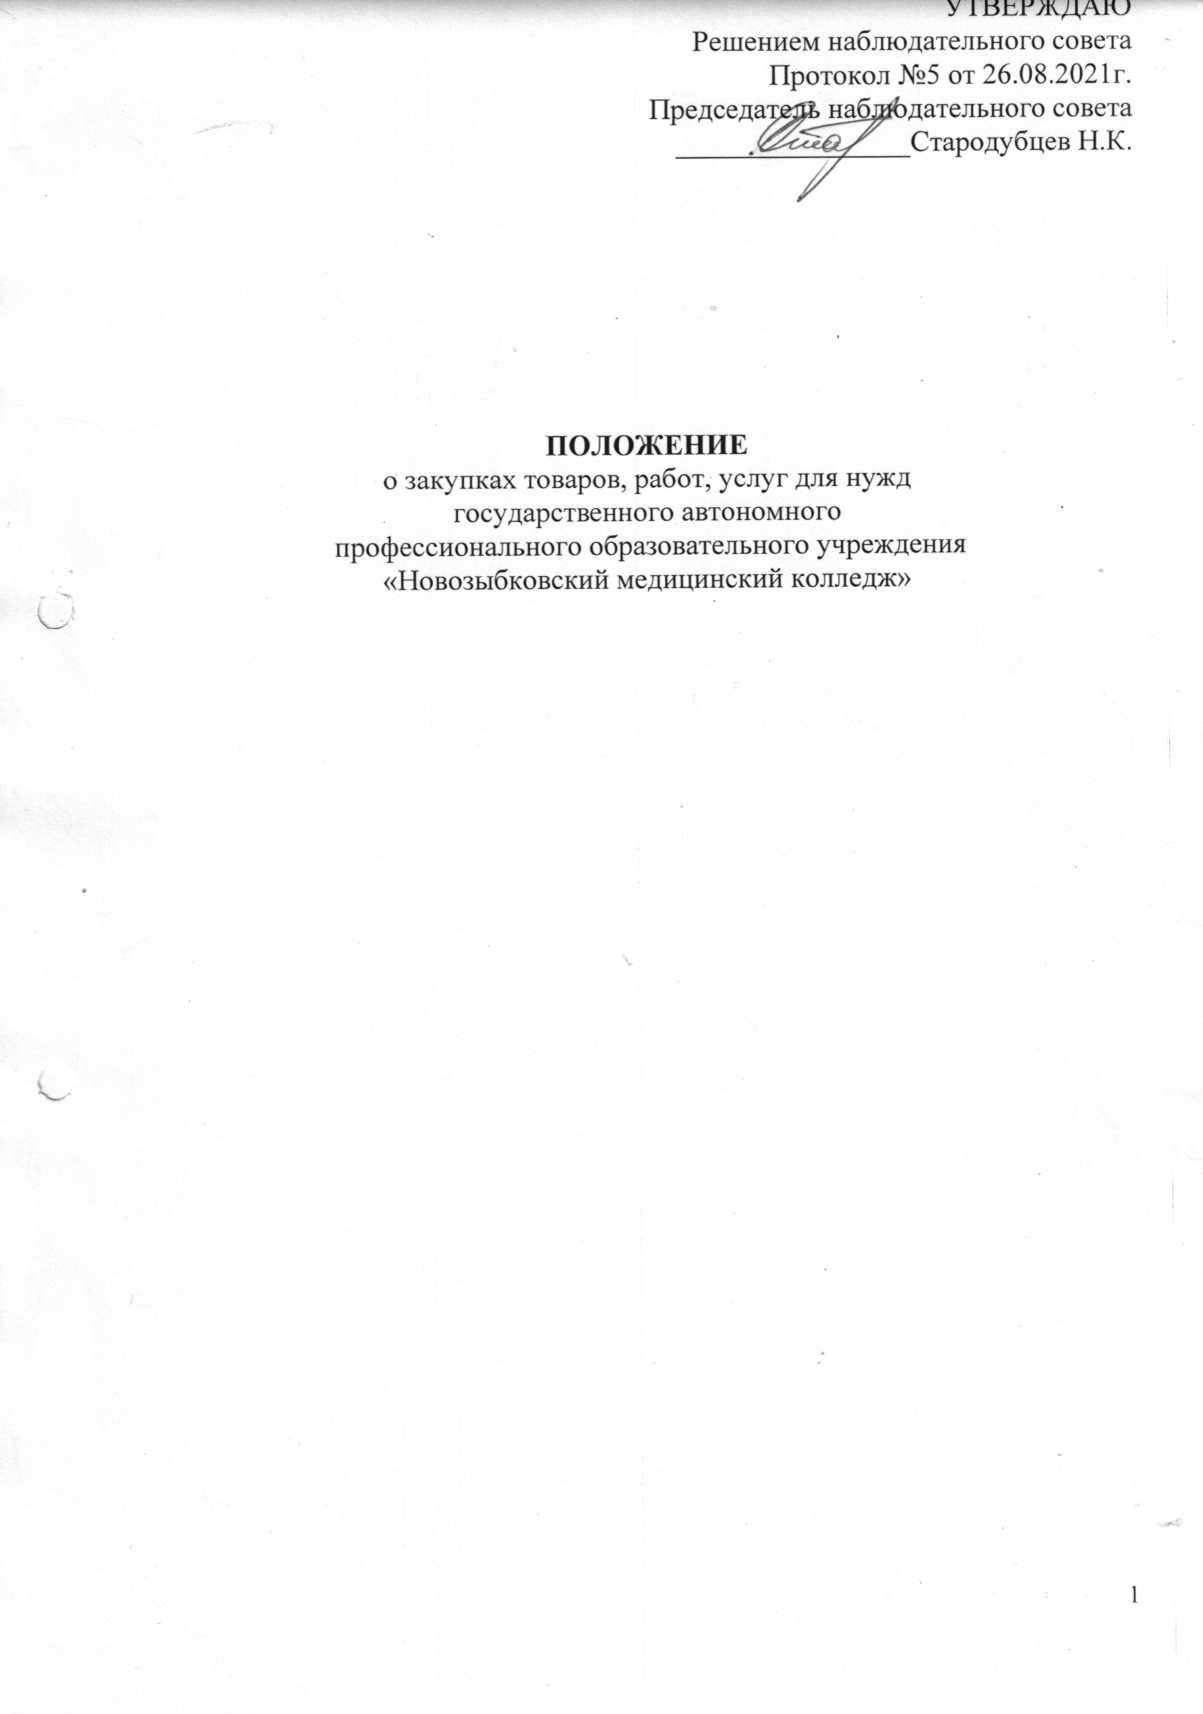 УТВЕРЖДАЮ
Решением наблюдательного совета
Протокол №5 от 26.08.2021г.
Председатель наблюдательного совета
Стародубцев Н.К.
ПОЛОЖЕНИЕ
о закупках товаров, работ, услуг для нужд
государственного автономного
профессионального образовательного учреждения
«Новозыбковский медицинский колледж»
1